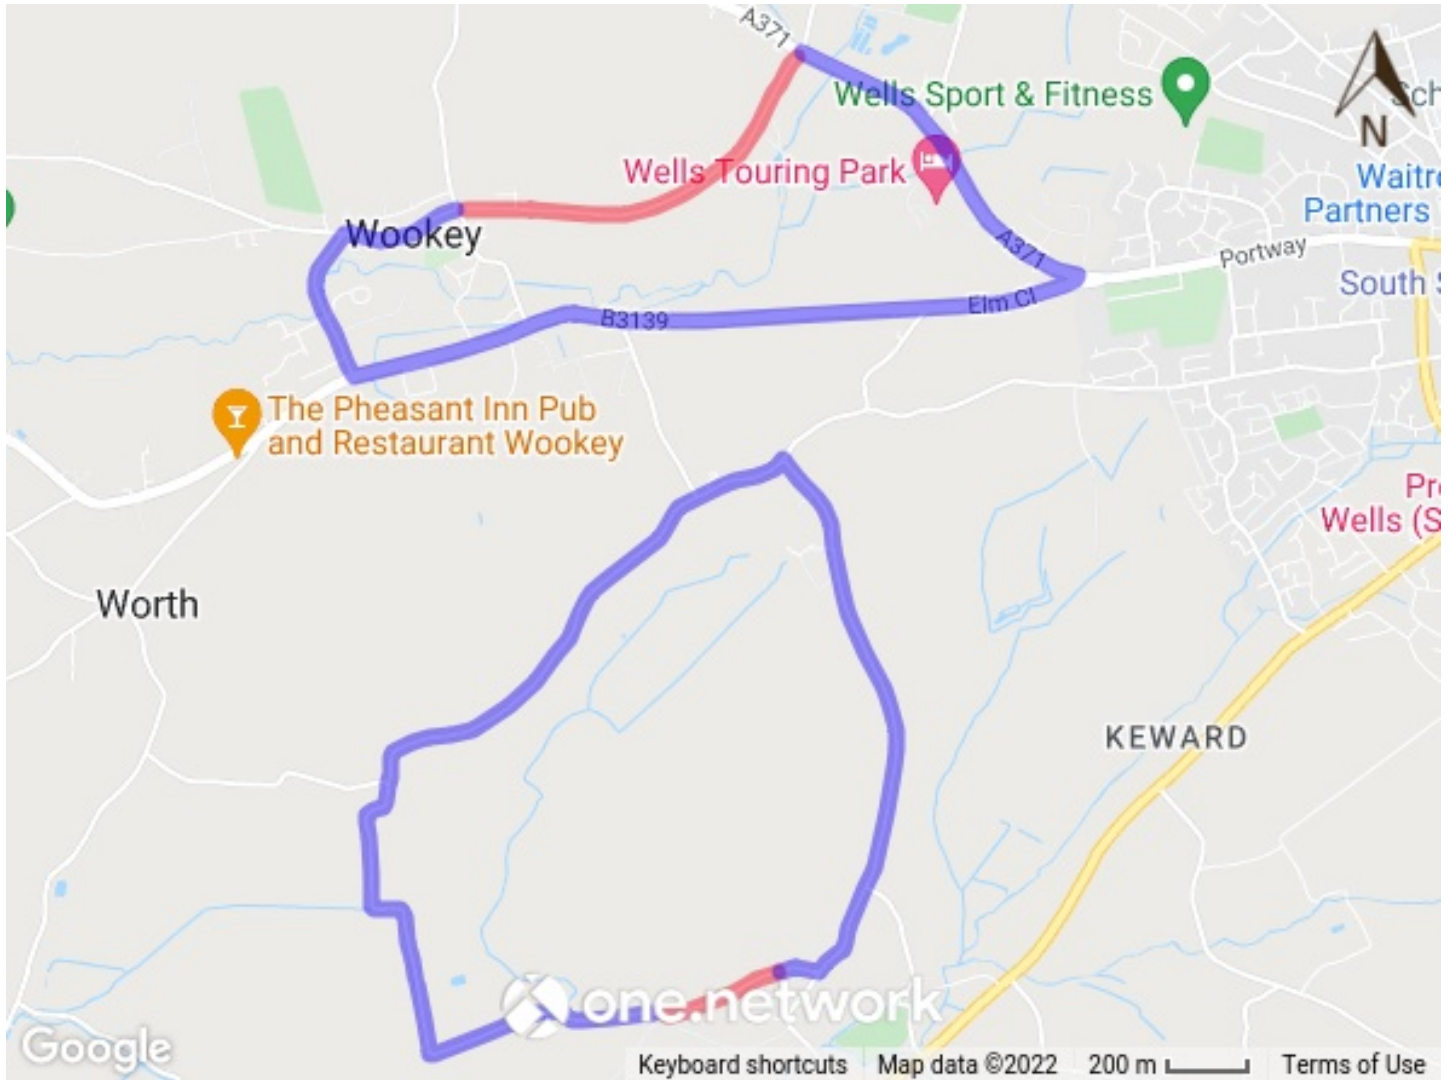 A371
Wells Sport & Fitness
Sch
N
Wells Touring Park
Waitr
Partners
Wookey
A371
Portway
South S
Elm Cl
B3139
The Pheasant Inn Pub
and Restaurant Wookey
Pr
Wells (S
Worth
KEWARD
one.network
Google
Keyboard shortcuts
Map data ©2022
200 m
Terms of Use